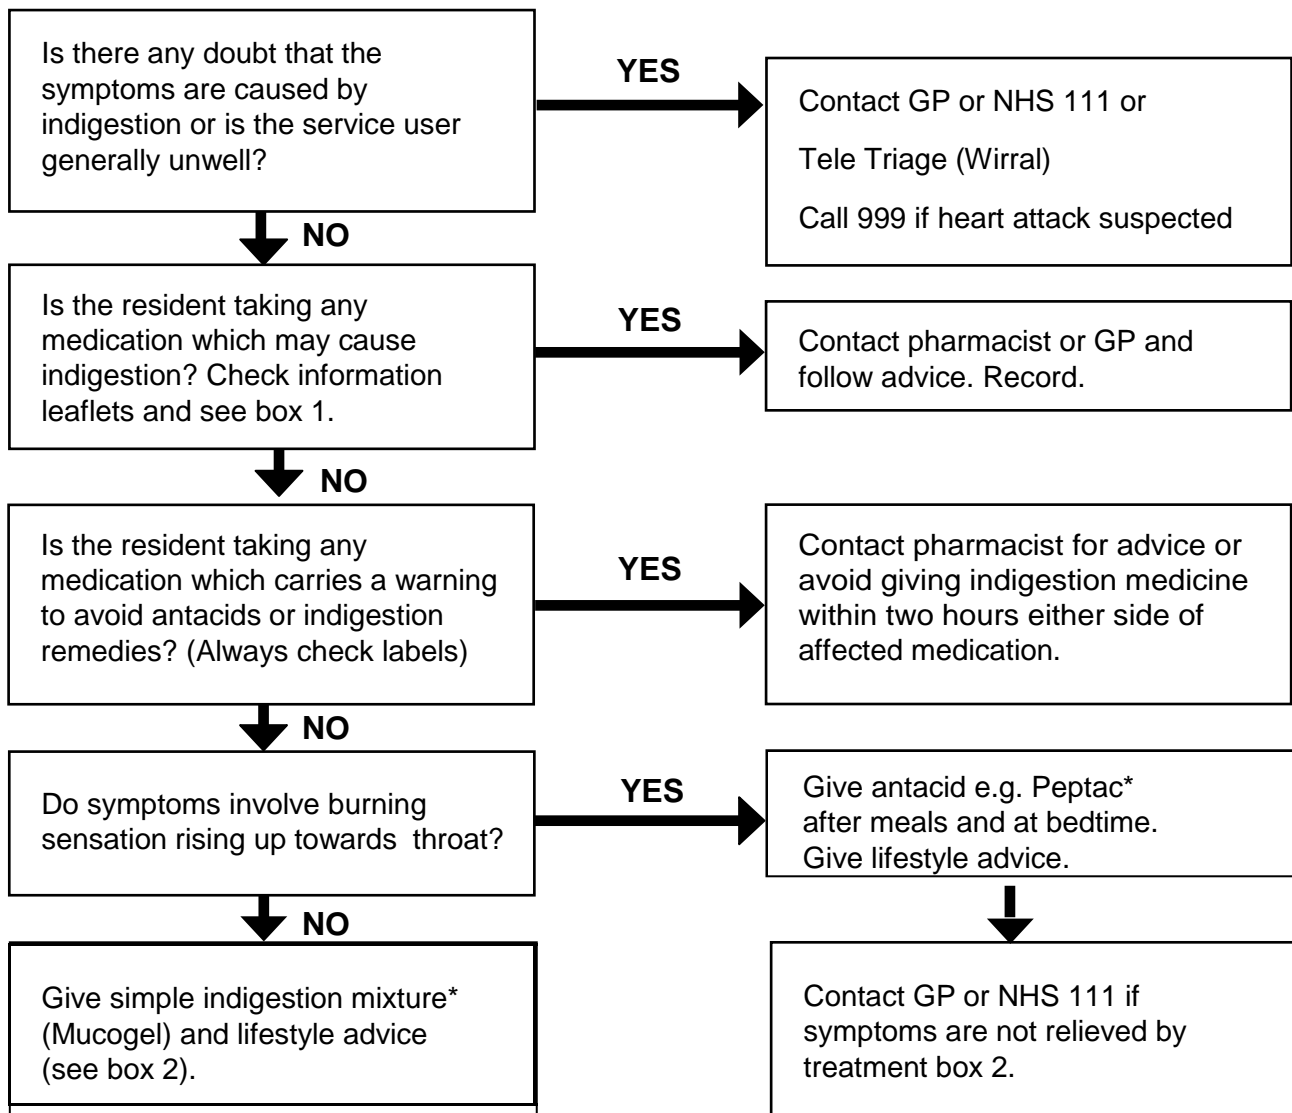 Is there any doubt that the
symptoms are caused by
indigestion or is the service user
generally unwell?
YES
Contact GP or NHS 111 or
Tele Triage (Wirral)
Call 999 if heart attack suspected
NO
Is the resident taking any
medication which may cause
indigestion? Check information
leaflets and see box 1.
YES
Contact pharmacist or GP and
follow advice. Record.
NO
Is the resident taking any
medication which carries a warning
to avoid antacids or indigestion
remedies? (Always check labels)
YES
Contact pharmacist for advice or
avoid giving indigestion medicine
within two hours either side of
affected medication.
NO
Do symptoms involve burning
sensation rising up towards throat?
YES
Give antacid e.g. Peptac*
after meals and at bedtime.
Give lifestyle advice.
NO
Give simple indigestion mixture*
(Mucogel) and lifestyle advice
(see box 2).
Contact GP or NHS 111 if
symptoms are not relieved by
treatment box 2.